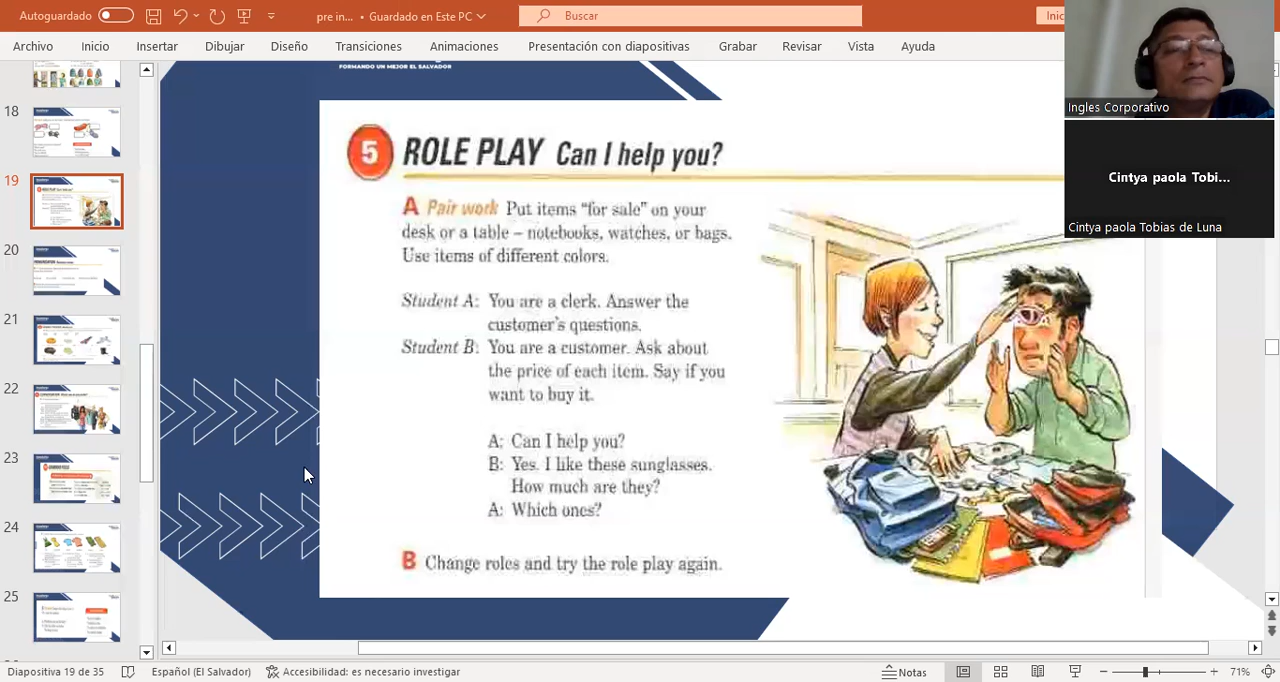 Autoguardado
pre in... • Guardado en Este PC
Buscar
Inic
Archivo Inicio Insertar Dibujar Diseño Transiciones Animaciones Presentación con diapositivas Grabar Revisar Vista Ayuda
Ingles Corporativo
Cintya paola Tobi...
Cintya paola Tobias de Luna
18
19
20
21
22
23
24
25
FORMANDO UN MEJOR EL SALVADOR
5 ROLE PLAY Can I help you?
A Pair work Put items "for sale" on your
desk or a table – notebooks, watches, or bags.
Use items of different colors.
Student A: You are a clerk. Answer the
customer's questions.
Student B: You are a customer. Ask about
the price of each item. Say if you
want to buy it.
A: Can I help you?
B: Yes. I like these sunglasses.
How much are they?
A: Which ones?
B Change roles and try the role play again.
Diapositiva 19 de 35 Español (El Salvador) Accesibilidad: es necesario investigar Notas 71%